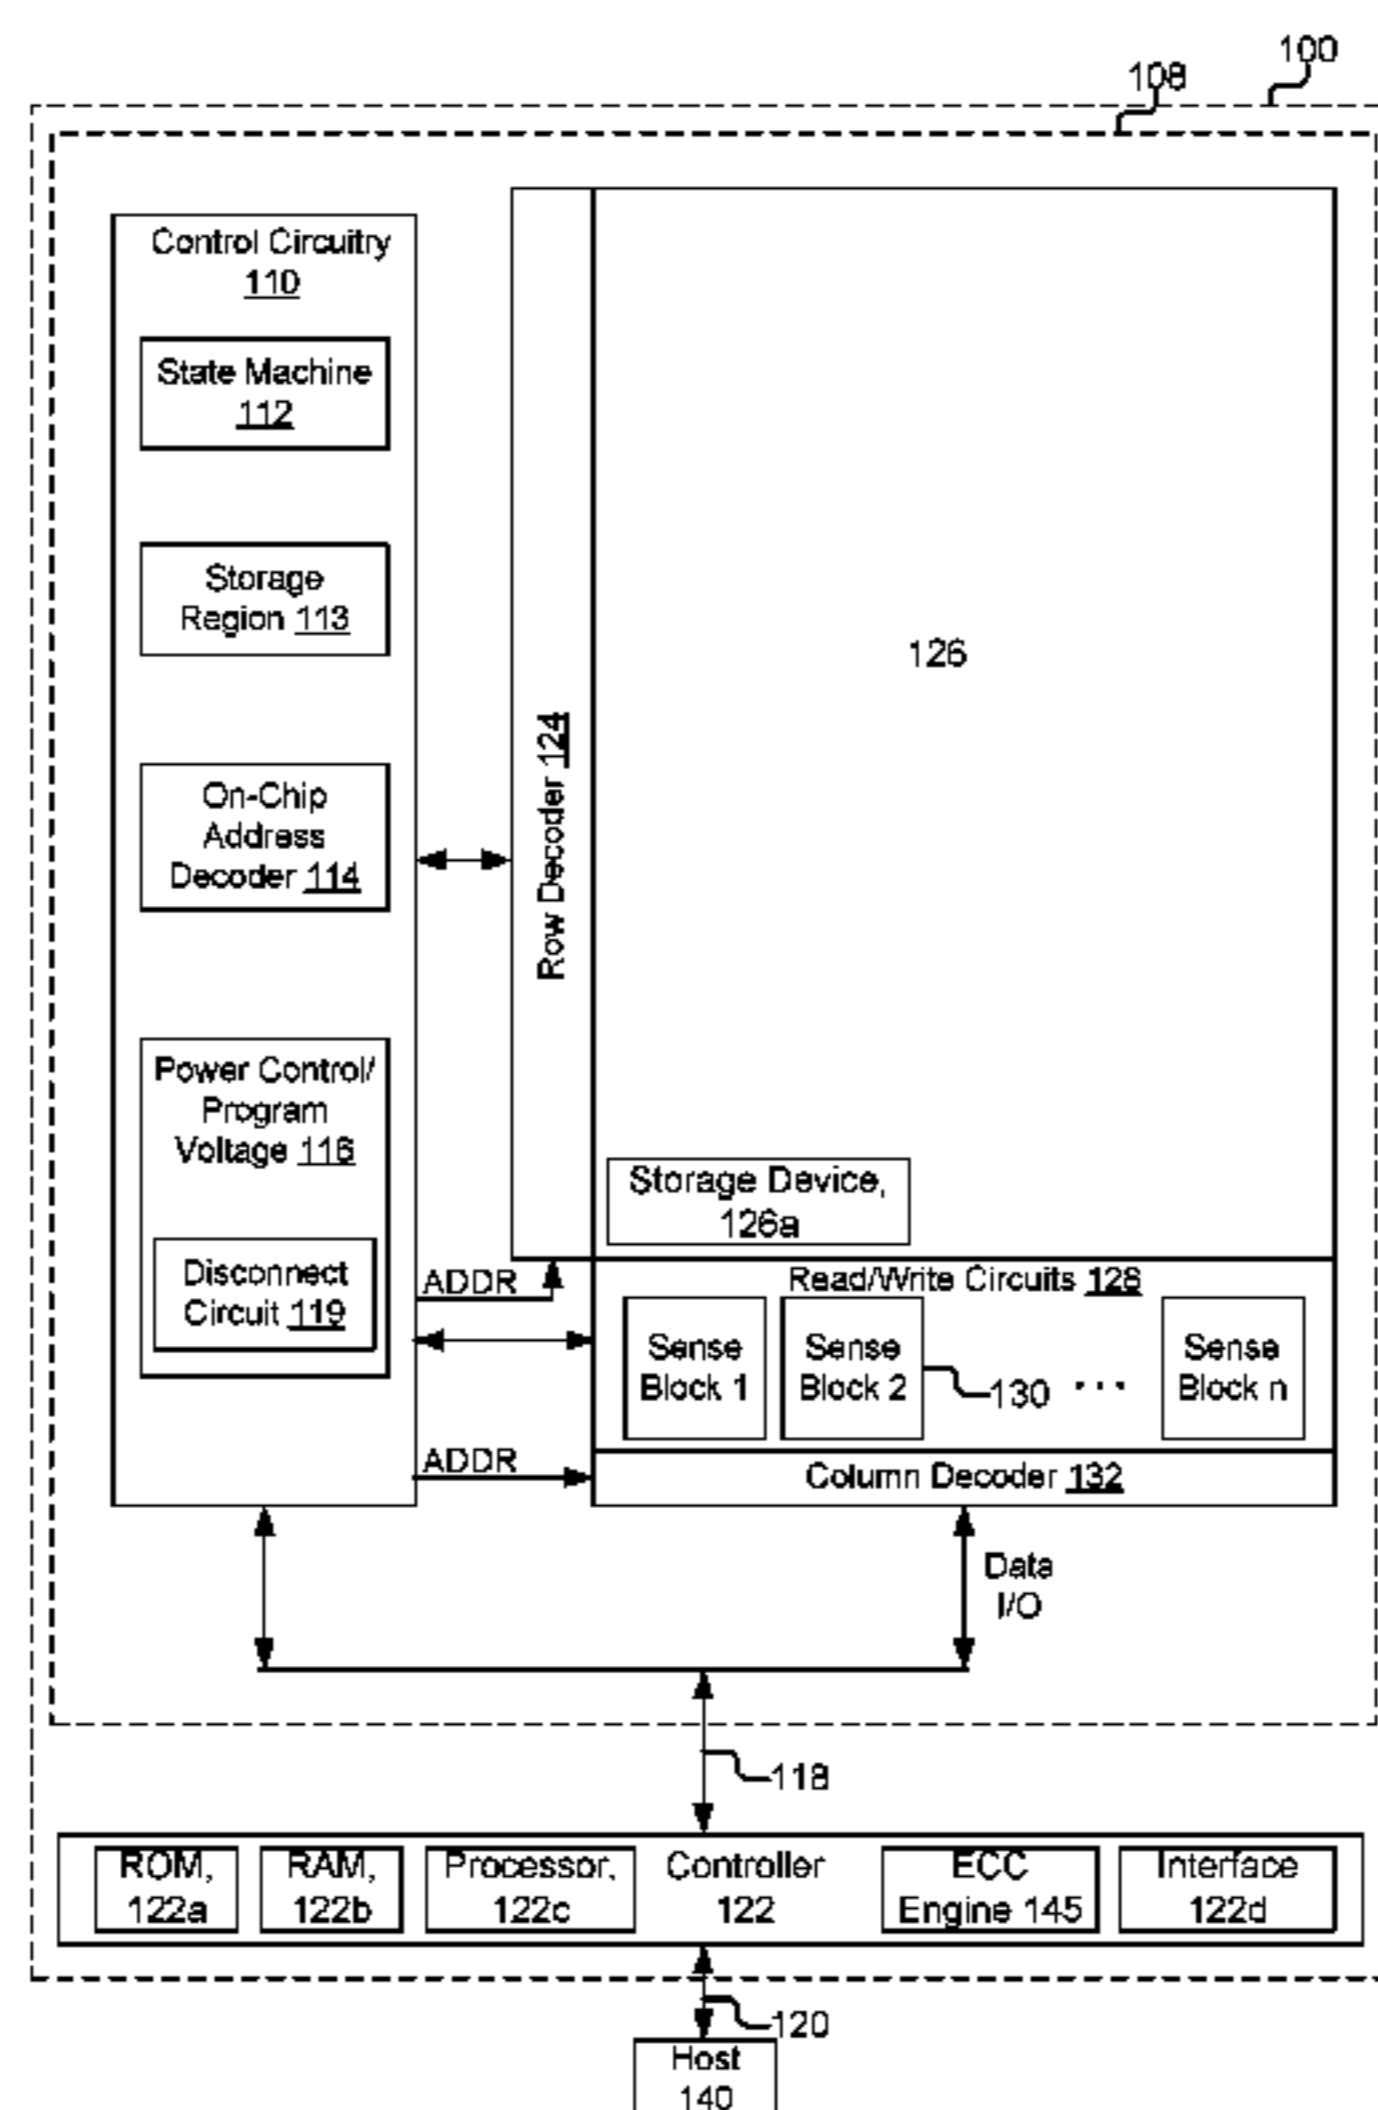 100
108
Control Circuitry
110
State Machine
112
Storage
Region 113
On-Chip
Address
Decoder 114
Power Control/
Program
Voltage 116
Disconnect
Circuit 119
Row Decoder 124
126
Storage Device,
126a
ADDR
Read/Write Circuits 128
Sense
Block 1
Sense
Block 2
130
...
Sense
Block n
ADDR
Column Decoder 132
Data
I/O
118
ROM,
122a
RAM,
122b
Processor,
122c
Controller
122
ECC
Engine 145
Interface
122d
120
Host
140